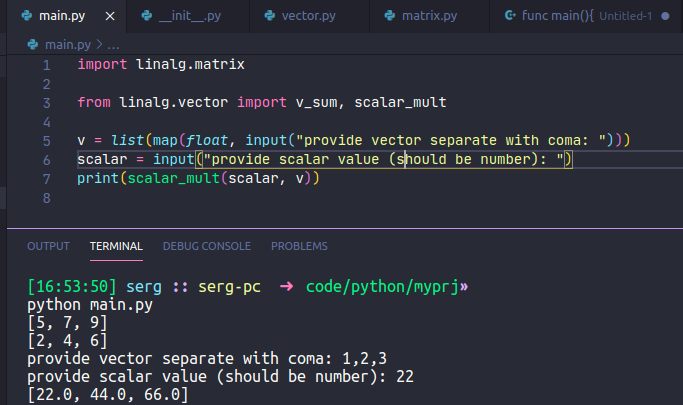 main.py × __init__.py vector.py matrix.py func main(){ Untitled-1 ●
main.py > ...
1 import linalg.matrix
2
3 from linalg.vector import v_sum, scalar_mult
4
5 v = list(map(float, input("provide vector separate with coma: ")))
6 scalar = input("provide scalar value (should be number): ")
7 print(scalar_mult(scalar, v))
8
OUTPUT TERMINAL DEBUG CONSOLE PROBLEMS
[16:53:50] serg :: serg-pc ➜ code/python/myprj»
python main.py
[5, 7, 9]
[2, 4, 6]
provide vector separate with coma: 1,2,3
provide scalar value (should be number): 22
[22.0, 44.0, 66.0]